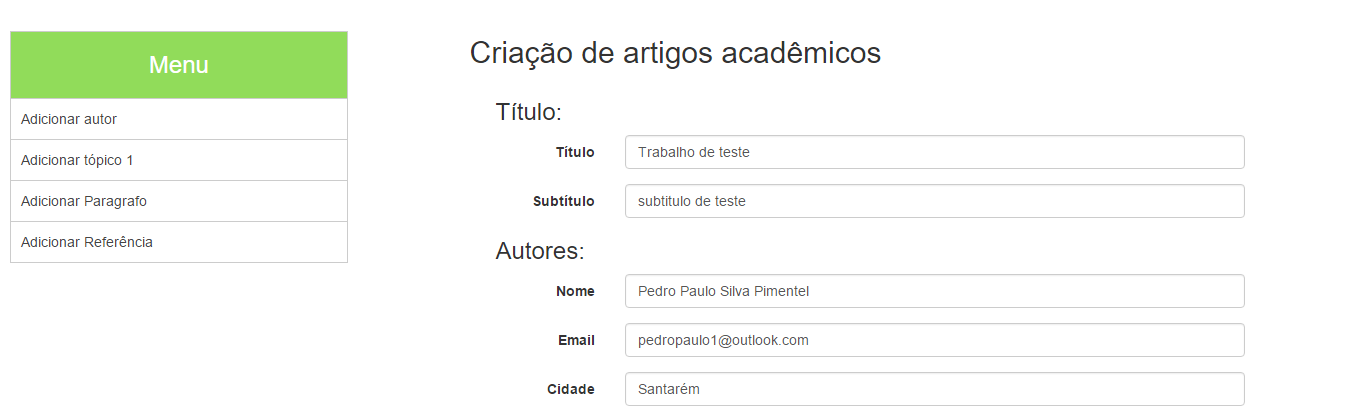 Menu
Adicionar autor
Adicionar tópico 1
Adicionar Paragrafo
Adicionar Referência
Criação de artigos acadêmicos
Título:
Título Trabalho de teste
Subtítulo subtitulo de teste
Autores:
Nome Pedro Paulo Silva Pimentel
Email pedropaulo1@outlook.com
Cidade Santarém